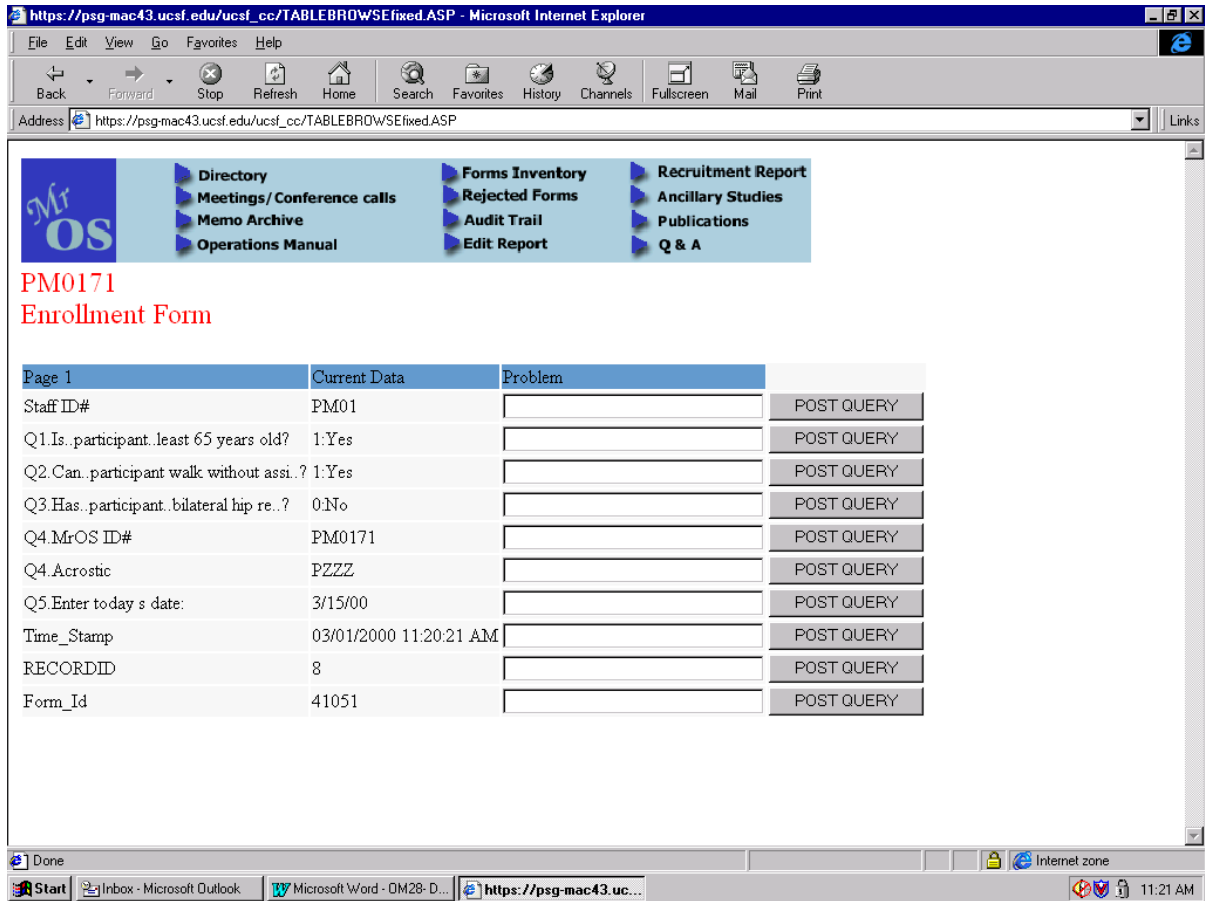 https://psg-mac43.ucsf.edu/ucsf_cc/TABLEBROWSEfixed.ASP - Microsoft Internet Explorer
File Edit View Go Favorites Help
Back Forward Stop Refresh Home Search Favorites History Channels Fullscreen Mail Print
Address https://psg-mac43.ucsf.edu/ucsf_cc/TABLEBROWSEfixed.ASP Links
Mr OS
Directory Forms Inventory Recruitment Report
Meetings/Conference calls Rejected Forms Ancillary Studies
Memo Archive Audit Trail Publications
Operations Manual Edit Report Q & A
PM0171
Enrollment Form
Page 1 Current Data Problem
Staff ID# PM01 POST QUERY
Q1.Is..participant..least 65 years old? 1:Yes POST QUERY
Q2.Can..participant walk without assi..? 1:Yes POST QUERY
Q3.Has..participant..bilateral hip re..? 0:No POST QUERY
Q4.MrOS ID# PM0171 POST QUERY
Q4.Acrostic PZZZ POST QUERY
Q5.Enter today s date: 3/15/00 POST QUERY
Time_Stamp 03/01/2000 11:20:21 AM POST QUERY
RECORDID 8 POST QUERY
Form_Id 41051 POST QUERY
Done Internet zone
Start Inbox - Microsoft Outlook Microsoft Word - OM28- D... https://psg-mac43.uc... 11:21 AM